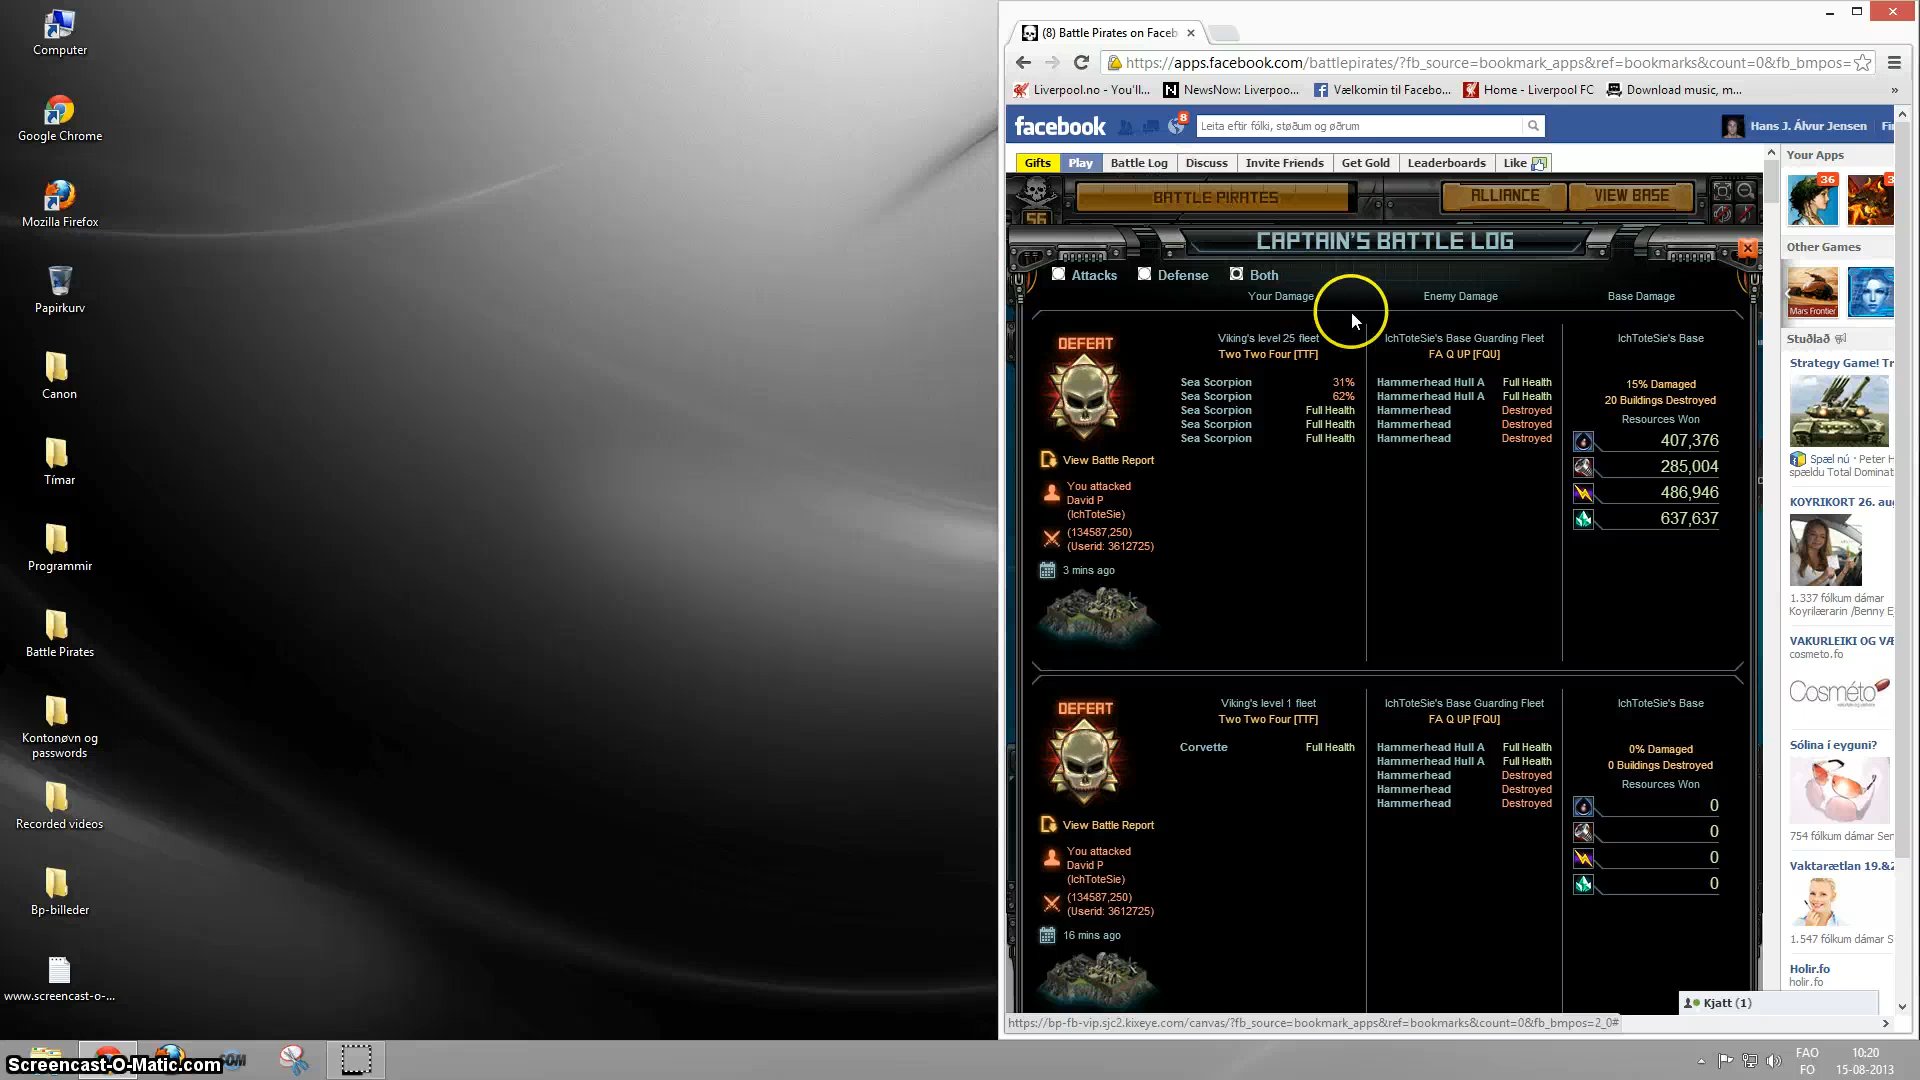 Computer
Google Chrome
Mozilla Firefox
Papirkurv
Canon
Tímar
Programmir
Battle Pirates
Kontonøvn og
passwords
Recorded videos
Bp-billeder
www.screencast-o-...
(8) Battle Pirates on Faceb
https://apps.facebook.com/battlepirates/?fb_source=bookmark_apps&ref=bookmarks&count=0&fb_bmpos=
Liverpool.no - You'll...
NewsNow: Liverpoo...
Vælkomin til Facebo...
Home - Liverpool FC
Download music, m...
»
facebook
8
Leita eftir fólki, støðum og øðrum
Hans J. Álvur Jensen
Gifts
Play
Battle Log
Discuss
Invite Friends
Get Gold
Leaderboards
Like
56
BATTLE PIRATES
ALLIANCE
VIEW BASE
CAPTAIN'S BATTLE LOG
Attacks
Defense
Both
Your Damage
Enemy Damage
Base Damage
DEFEAT
View Battle Report
You attacked
David P
(IchToteSie)
(134587,250)
(Userid: 3612725)
3 mins ago
Viking's level 25 fleet
Two Two Four [TTF]
Sea Scorpion 31%
Sea Scorpion 62%
Sea Scorpion Full Health
Sea Scorpion Full Health
Sea Scorpion Full Health
IchToteSie's Base Guarding Fleet
FA Q UP [FQU]
Hammerhead Hull A Full Health
Hammerhead Hull A Full Health
Hammerhead Destroyed
Hammerhead Destroyed
Hammerhead Destroyed
IchToteSie's Base
15% Damaged
20 Buildings Destroyed
Resources Won
407,376
285,004
486,946
637,637
DEFEAT
View Battle Report
You attacked
David P
(IchToteSie)
(134587,250)
(Userid: 3612725)
16 mins ago
Viking's level 1 fleet
Two Two Four [TTF]
Corvette Full Health
IchToteSie's Base Guarding Fleet
FA Q UP [FQU]
Hammerhead Hull A Full Health
Hammerhead Hull A Full Health
Hammerhead Destroyed
Hammerhead Destroyed
Hammerhead Destroyed
IchToteSie's Base
0% Damaged
0 Buildings Destroyed
Resources Won
0
0
0
0
Your Apps
36
3
Other Games
Mars Frontier
Stuðlað
Strategy Game! Tr
Spæl nú · Peter H
spældu Total Dominat
KOYRIKORT 26. au
1.337 fólkum dámar
Koyrilærarin /Benny E
VAKURLEIKI OG VÆ
cosmeto.fo
Cosméto
Sólina í eyguni?
754 fólkum dámar Ser
Vaktarætlan 19.&2
1.547 fólkum dámar S
Holir.fo
holir.fo
Kjatt (1)
https://bp-fb-vip.sjc2.kixeye.com/canvas/?fb_source=bookmark_apps&ref=bookmarks&count=0&fb_bmpos=2_0#
Screencast-O-Matic.com
FAO
FO
10:20
15-08-2013